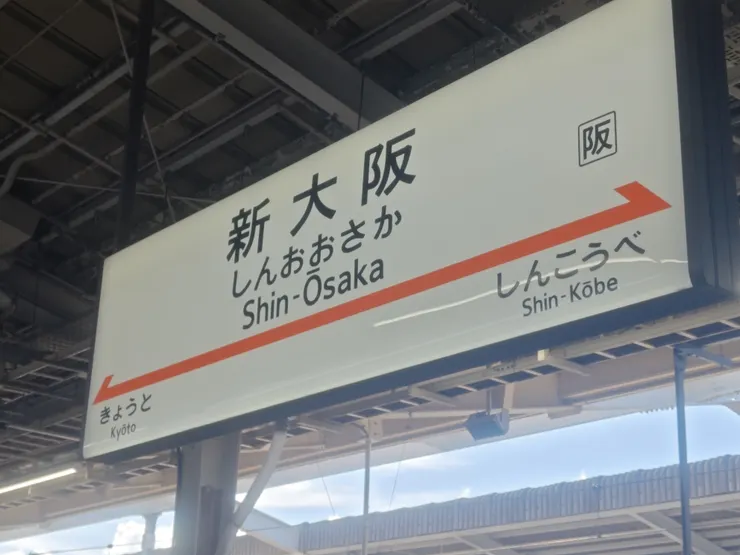 阪
新大阪
しんおおさか
Shin-Ōsaka
しんこうべ
Shin-Kōbe
きょうと
Kyōto